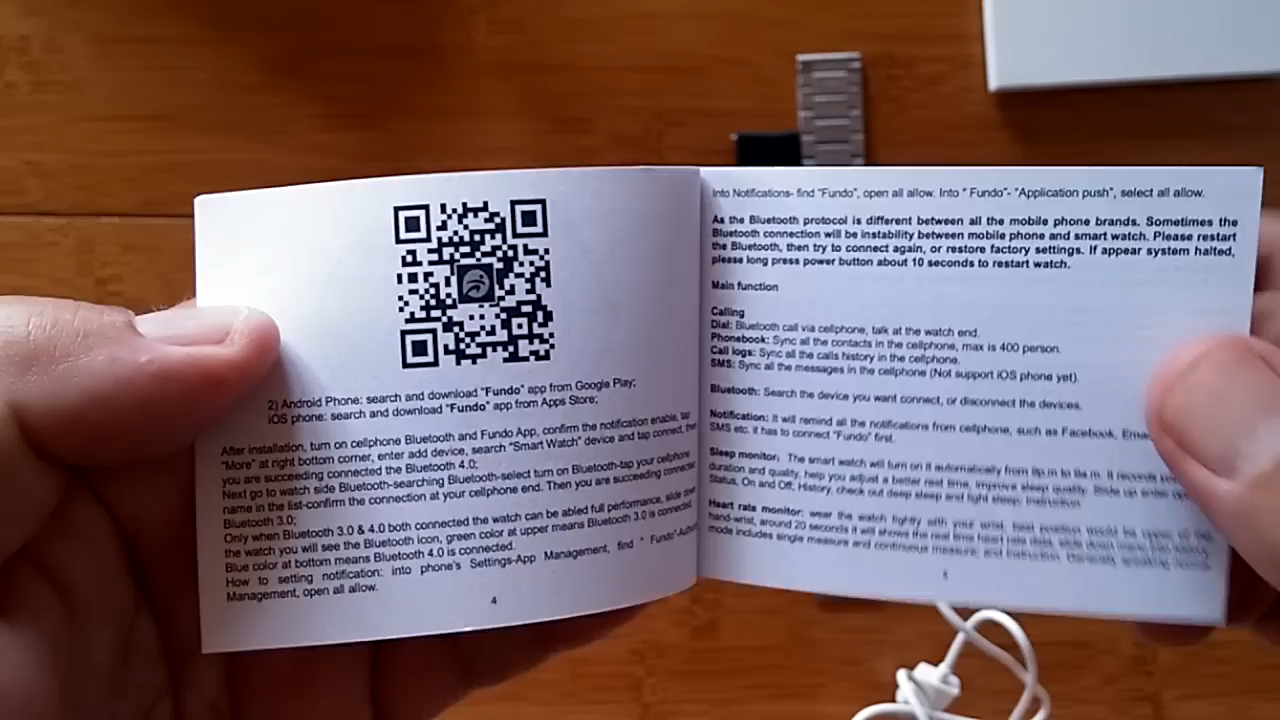 2) Android Phone: search and download "Fundo" app from Google Play;
iOS phone: search and download "Fundo" app from Apps Store;
After installation, turn on cellphone Bluetooth and Fundo App, confirm the notification enable, tap
"More" at right bottom corner, enter add device, search "Smart Watch" device and tap connect, then
you are succeeding connected the Bluetooth 4.0;
Next go to watch side Bluetooth-searching Bluetooth-select turn on Bluetooth-tap your cellphone
name in the list-confirm the connection at your cellphone end. Then you are succeeding connected
Bluetooth 3.0;
Only when Bluetooth 3.0 & 4.0 both connected the watch can be abled full performance, slide down
the watch you will see the Bluetooth icon, green color at upper means Bluetooth 3.0 is connected.
Blue color at bottom means Bluetooth 4.0 is connected.
How to setting notification: into phone's Settings-App Management, find " Fundo"-Autho
Management, open all allow.
4
Into Notifications- find "Fundo", open all allow. Into " Fundo"- "Application push", select all allow.
As the Bluetooth protocol is different between all the mobile phone brands. Sometimes the
Bluetooth connection will be instability between mobile phone and smart watch. Please restart
the Bluetooth, then try to connect again, or restore factory settings. If appear system halted,
please long press power button about 10 seconds to restart watch.
Main function
Calling
Dial: Bluetooth call via cellphone, talk at the watch end.
Phonebook: Sync all the contacts in the cellphone, max is 400 person.
Call logs: Sync all the calls history in the cellphone.
SMS: Sync all the messages in the cellphone (Not support iOS phone yet).
Bluetooth: Search the device you want connect, or disconnect the devices.
Notification: It will remind all the notifications from cellphone, such as Facebook, Emai
SMS etc. it has to connect "Fundo" first.
Sleep monitor: The smart watch will turn on it automatically from 9p.m to 9a.m. It records
duration and quality, help you adjust a better rest time, improve sleep quality. Slide up enter
Status, On and Off; History, check out deep sleep and light sleep; Instruction.
Heart rate monitor: wear the watch tightly with your wrist,
hand-wrist, around 20 seconds it will shows the real time heart rate data,
mode includes single measure and continuous measure, and instruction.